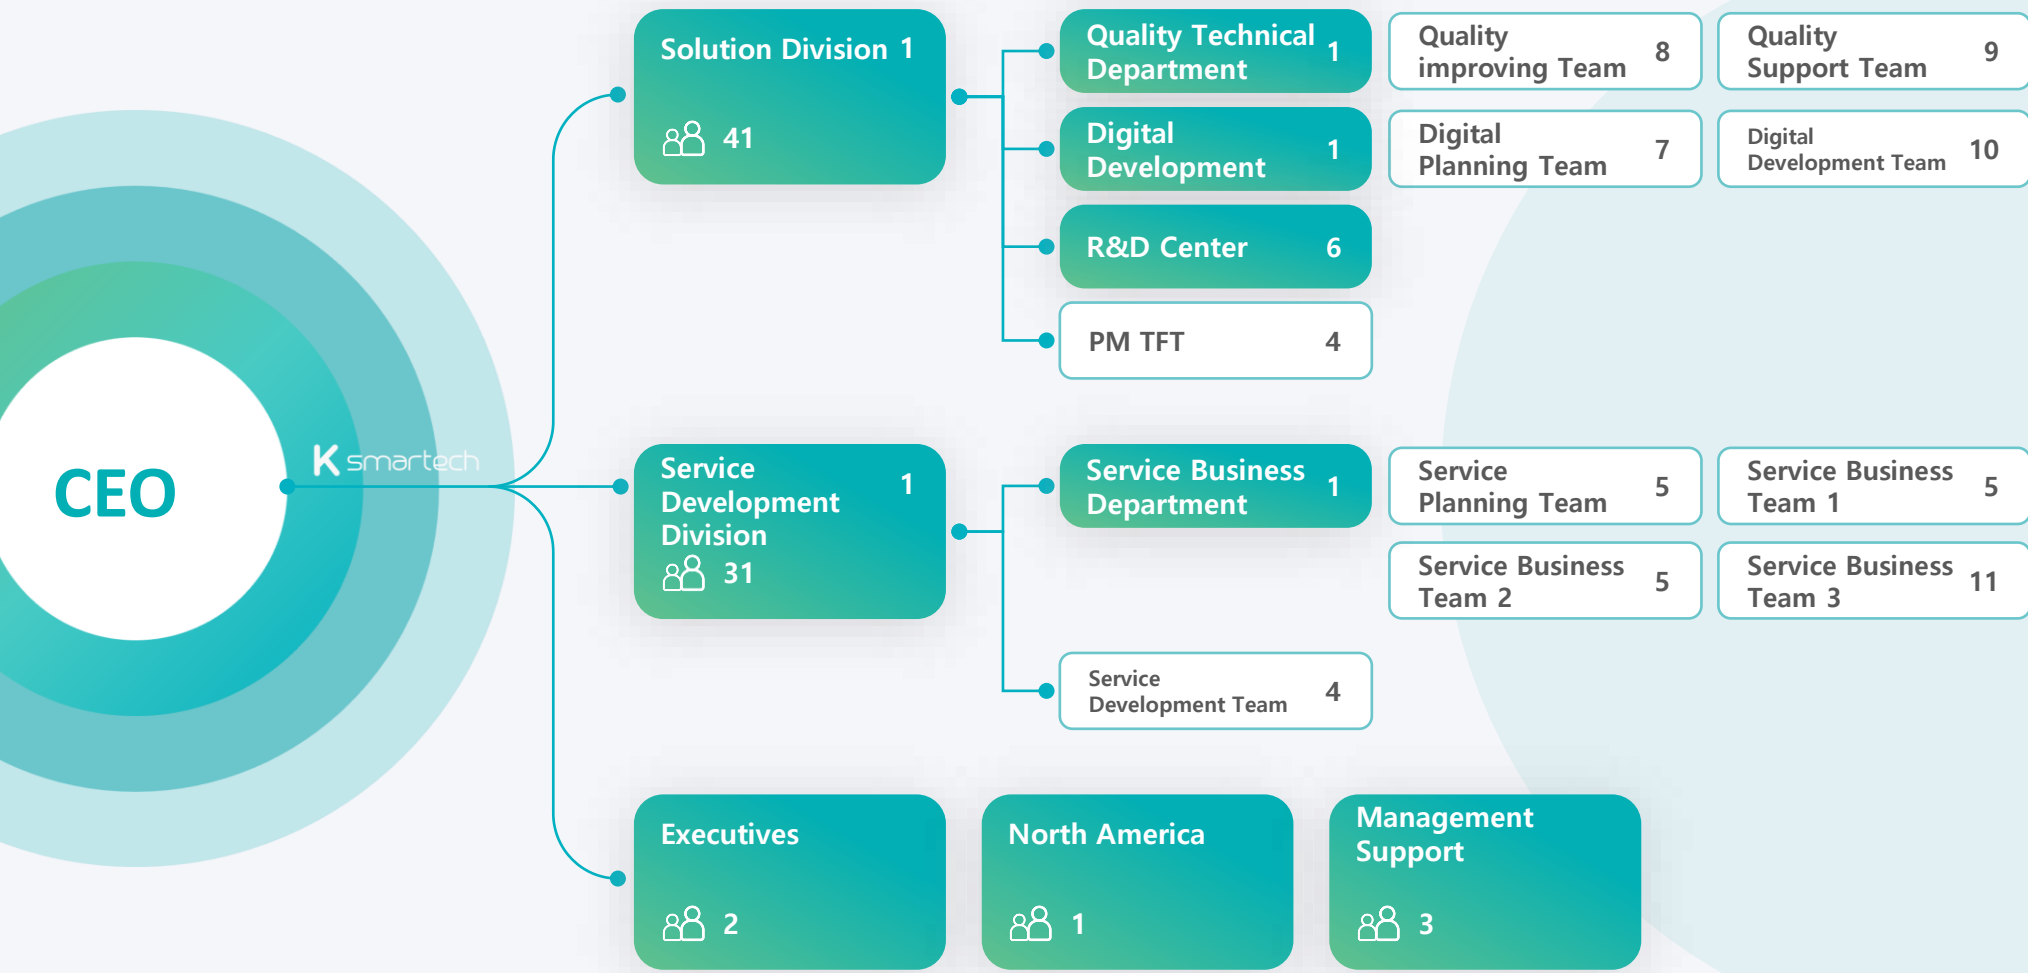 CEO
K smartech
Solution Division 1
41
Quality Technical
Department
1
Quality
improving Team
8
Quality
Support Team
9
Digital
Development
1
Digital
Planning Team
7
Digital
Development Team
10
R&D Center 6
PM TFT 4
Service
Development
Division
1
31
Service Business
Department
1
Service
Planning Team
5
Service Business
Team 1
5
Service Business
Team 2
5
Service Business
Team 3
11
Service
Development Team
4
Executives
2
North America
1
Management
Support
3